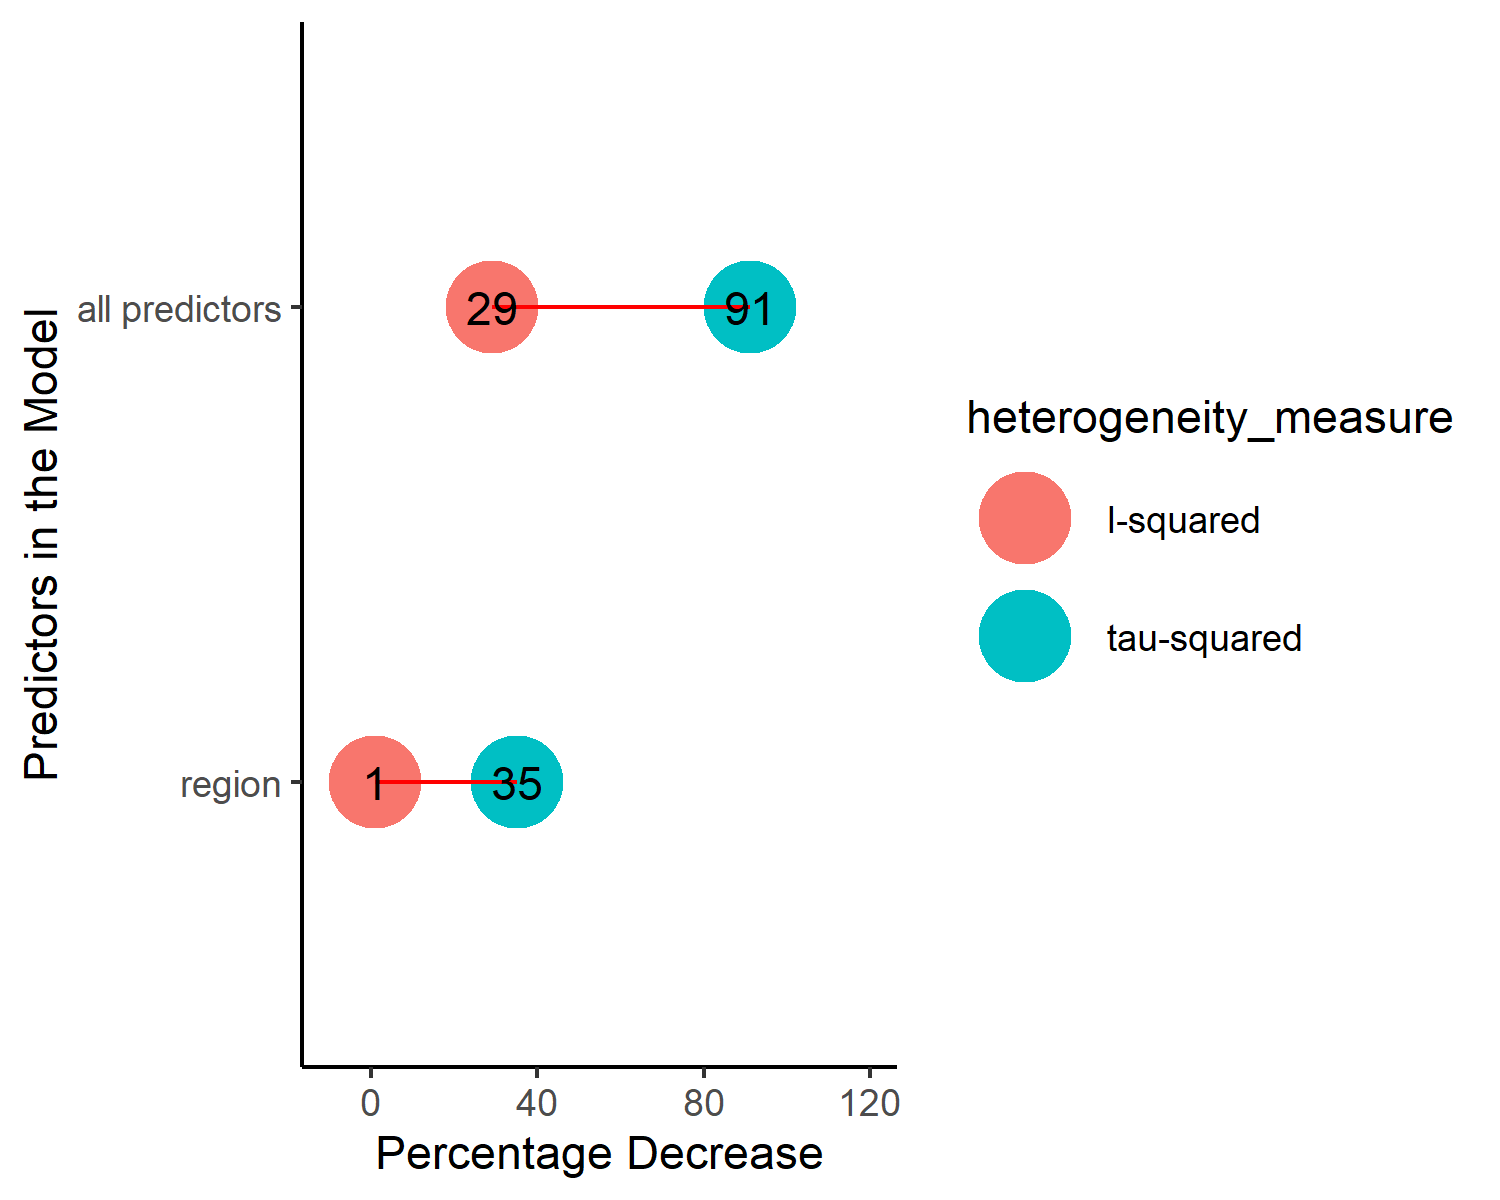 Predictors in the Model
all predictors
29
91
region
1
35
0 40 80 120
Percentage Decrease
heterogeneity_measure
I-squared
tau-squared